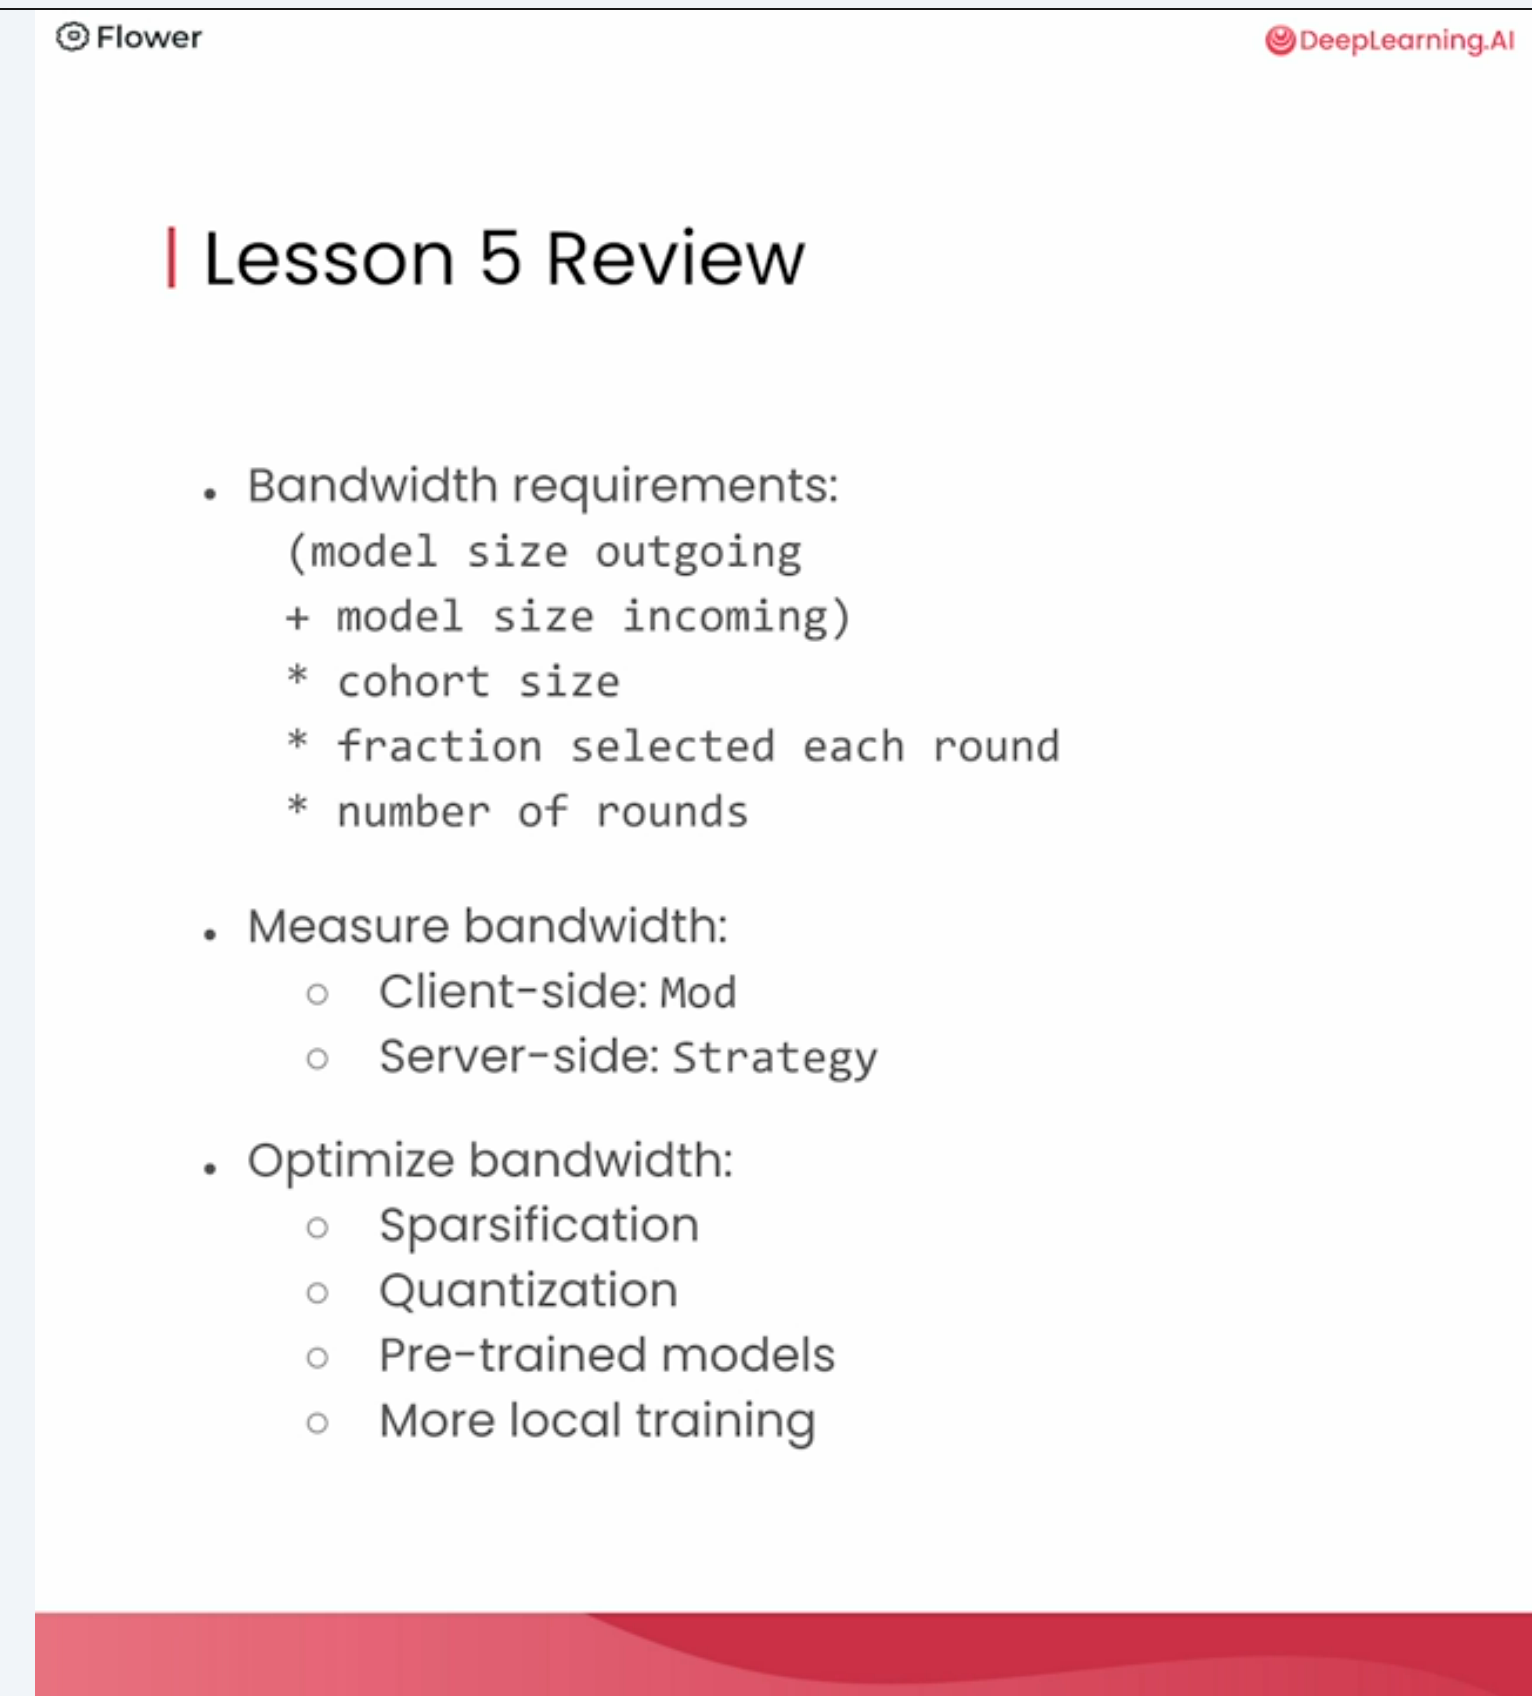 Flower
DeepLearning.AI
Lesson 5 Review
• Bandwidth requirements:
(model size outgoing
+ model size incoming)
* cohort size
* fraction selected each round
* number of rounds
• Measure bandwidth:
○ Client-side: Mod
○ Server-side: Strategy
• Optimize bandwidth:
○ Sparsification
○ Quantization
○ Pre-trained models
○ More local training